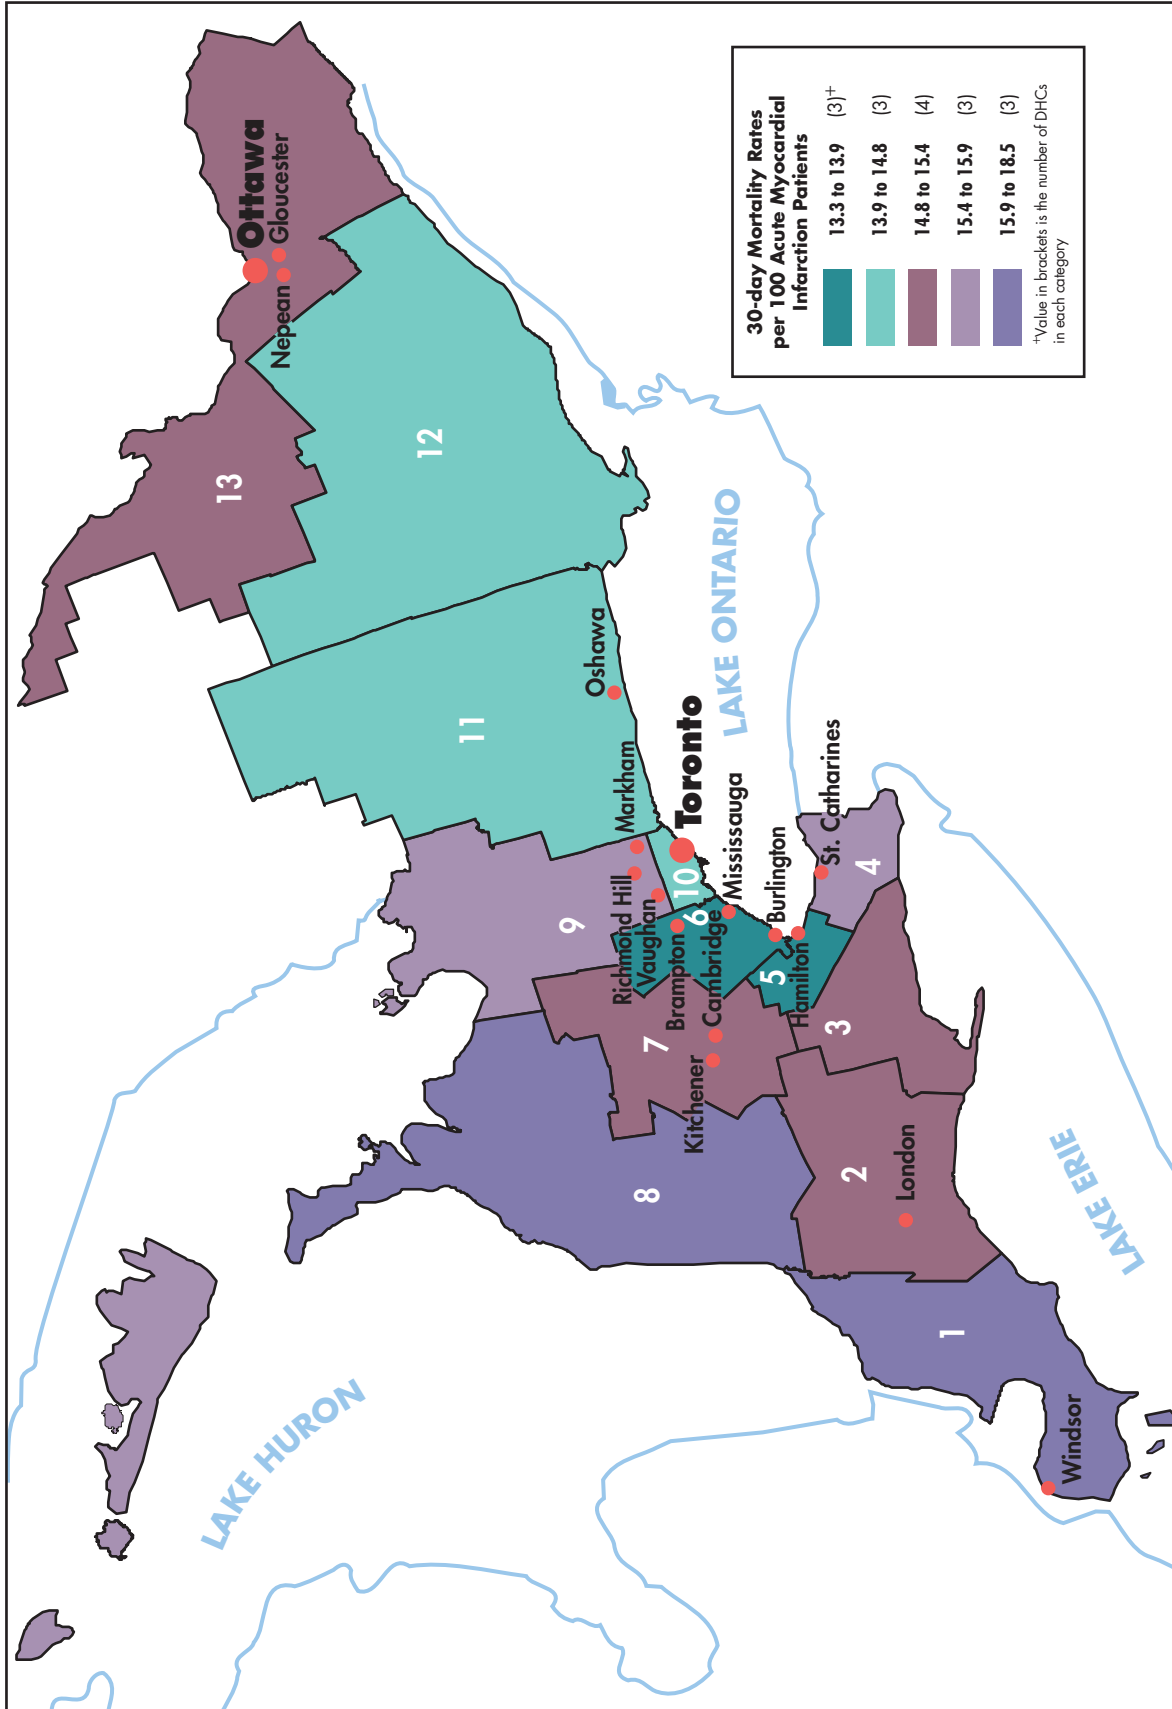 Ottawa
Gloucester
Nepean
13
12
11
Oshawa
Markham
Toronto
LAKE ONTARIO
Richmond Hill
Vaughan
Brampton
Cambridge
Mississauga
Burlington
Hamilton
St. Catharines
Kitchener
London
Windsor
10
9
8
7
6
5
4
3
2
1
LAKE HURON
LAKE ERIE
30-day Mortality Rates
per 100 Acute Myocardial
Infarction Patients
13.3 to 13.9 (3)+
13.9 to 14.8 (3)
14.8 to 15.4 (4)
15.4 to 15.9 (3)
15.9 to 18.5 (3)
+Value in brackets is the number of DHCs
in each category